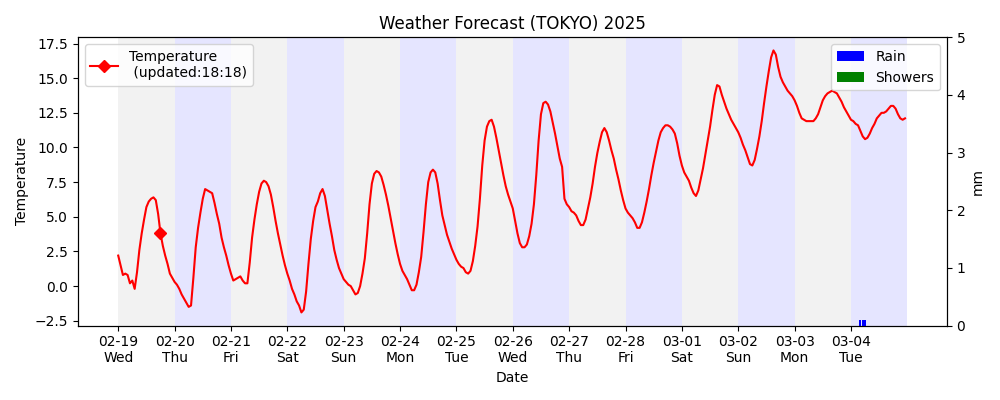 Weather Forecast (TOKYO) 2025
Temperature
(updated:18:18)
Rain
Showers
Temperature
17.5
15.0
12.5
10.0
7.5
5.0
2.5
0.0
−2.5
5
4
3
2
1
0
mm
02-19 02-20 02-21 02-22 02-23 02-24 02-25 02-26 02-27 02-28 03-01 03-02 03-03 03-04
Wed Thu Fri Sat Sun Mon Tue Wed Thu Fri Sat Sun Mon Tue
Date